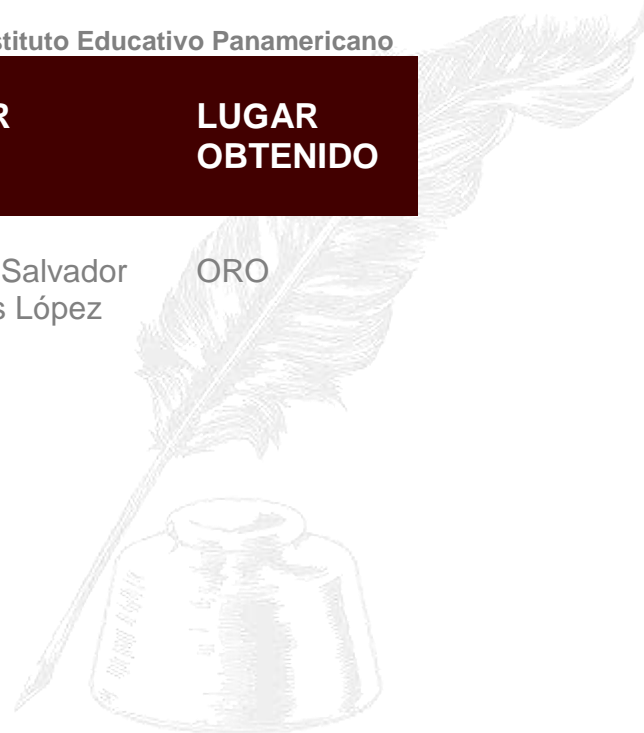 stituto Educativo Panamericano
R LUGAR
OBTENIDO
Salvador ORO
s López